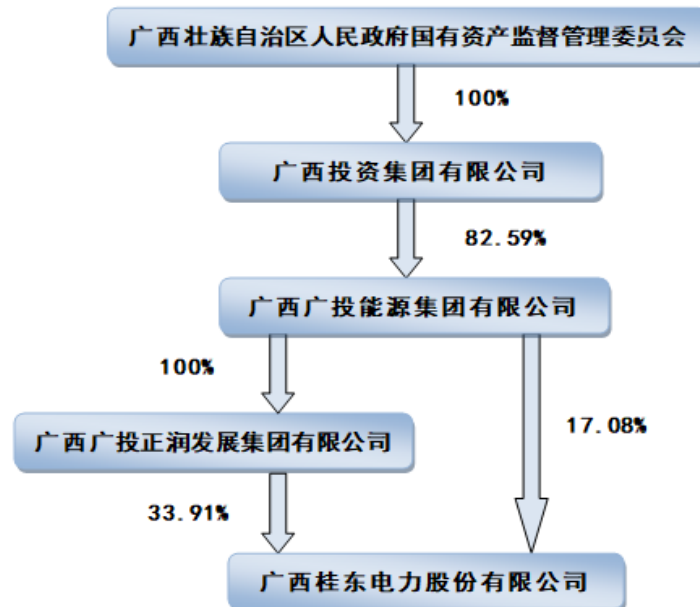 广西壮族自治区人民政府国有资产监督管理委员会
100%
广西投资集团有限公司
82.59%
广西广投能源集团有限公司
100%
17.08%
广西广投正润发展集团有限公司
33.91%
广西桂东电力股份有限公司